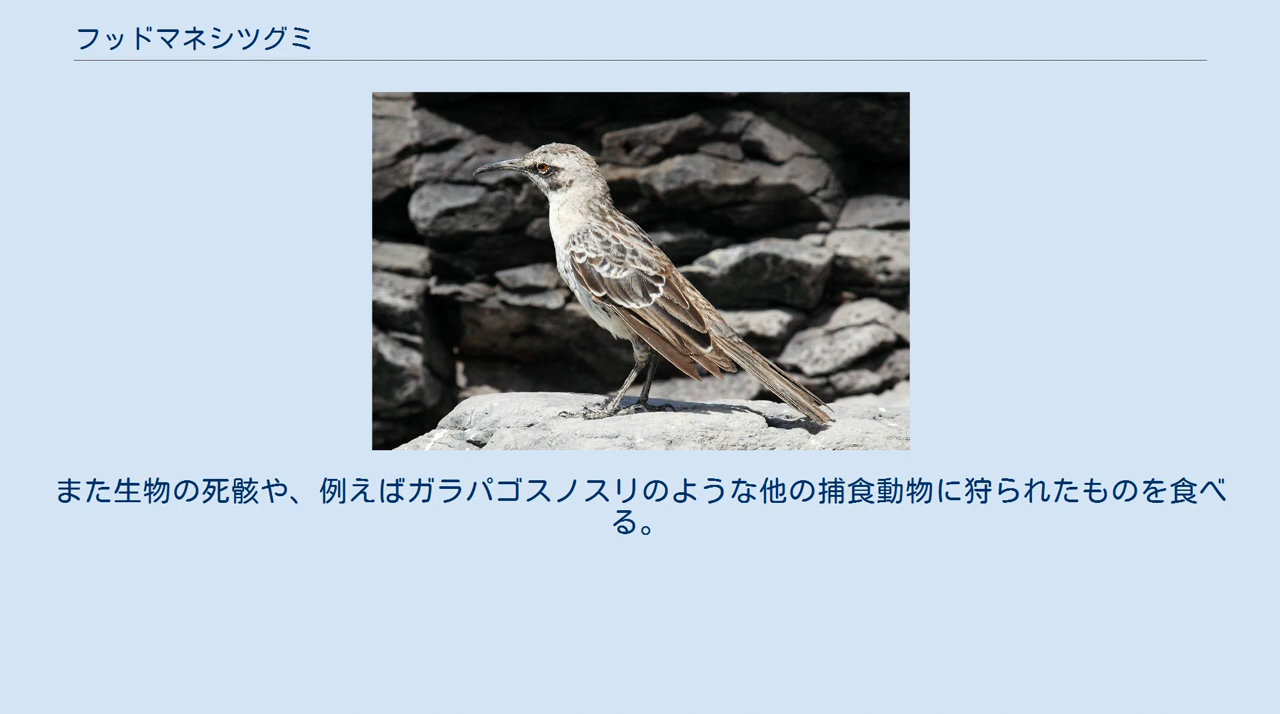 フッドマネシツグミ
また生物の死骸や、例えばガラパゴスノスリのような他の捕食動物に狩られたものを食べ
る。